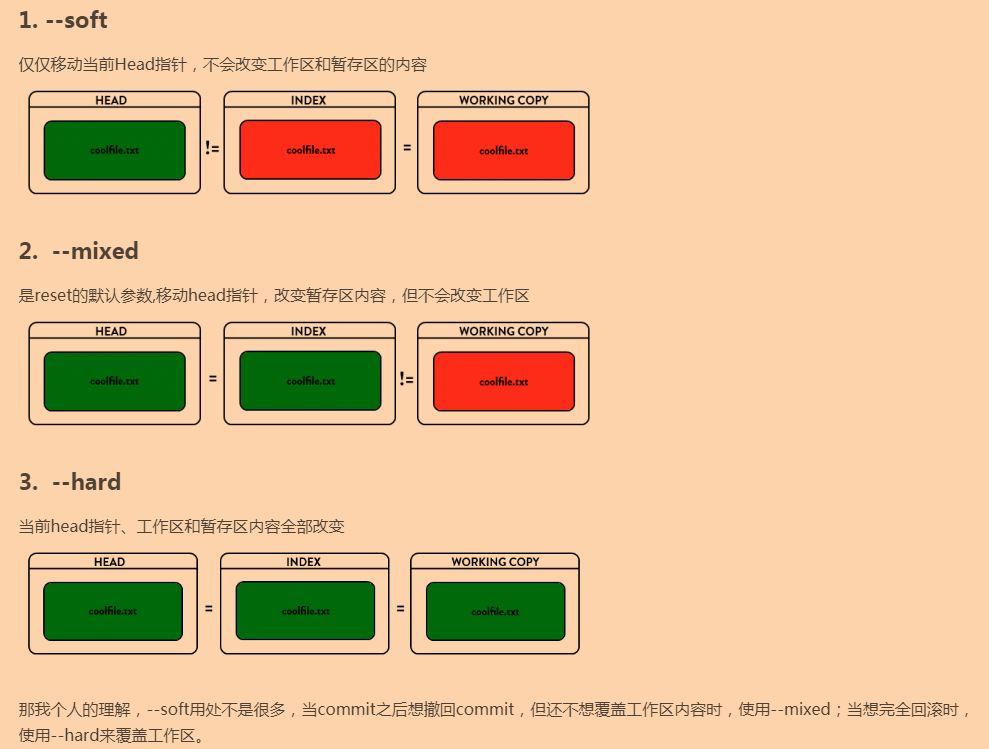 1. --soft
仅仅移动当前Head指针，不会改变工作区和暂存区的内容
HEAD INDEX WORKING COPY
coolfile.txt != coolfile.txt = coolfile.txt
2. --mixed
是reset的默认参数,移动head指针，改变暂存区内容，但不会改变工作区
HEAD INDEX WORKING COPY
coolfile.txt = coolfile.txt != coolfile.txt
3. --hard
当前head指针、工作区和暂存区内容全部改变
HEAD INDEX WORKING COPY
coolfile.txt = coolfile.txt = coolfile.txt
那我个人的理解，--soft用处不是很多，当commit之后想撤回commit，但还不想覆盖工作区内容时，使用--mixed；当想完全回滚时，
使用--hard来覆盖工作区。